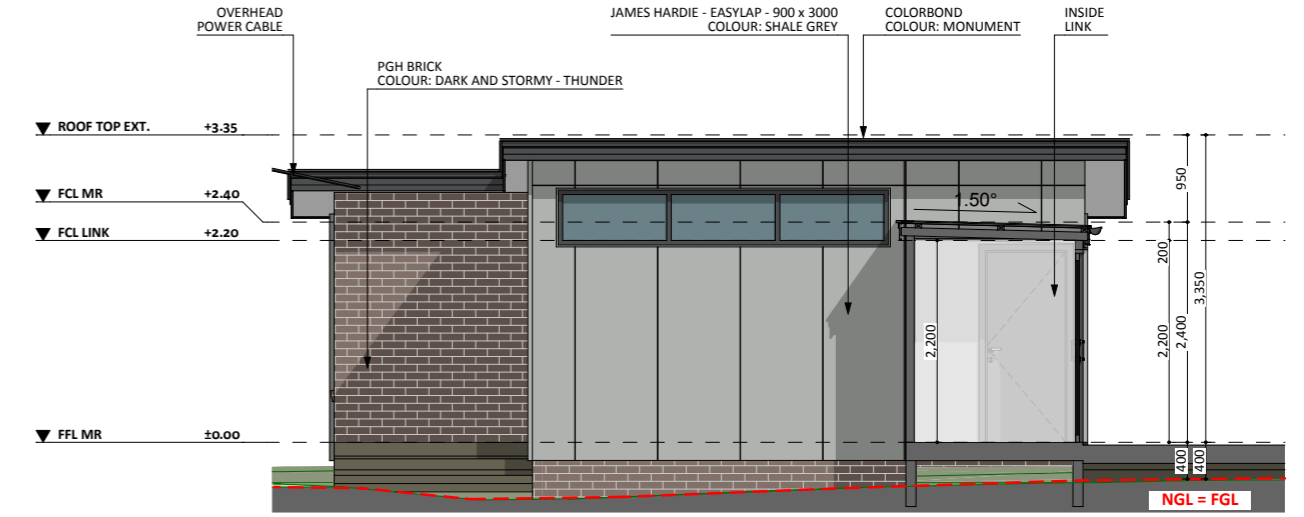 OVERHEAD
POWER CABLE
JAMES HARDIE - EASYLAP - 900 x 3000
COLOUR: SHALE GREY
COLORBOND
COLOUR: MONUMENT
INSIDE
LINK
PGH BRICK
COLOUR: DARK AND STORMY - THUNDER
ROOF TOP EXT. +3.35
FCL MR +2.40
FCL LINK +2.20
FFL MR ±0.00
1.50°
2,200
950
200
2,200
2,400
3,350
400
400
NGL = FGL